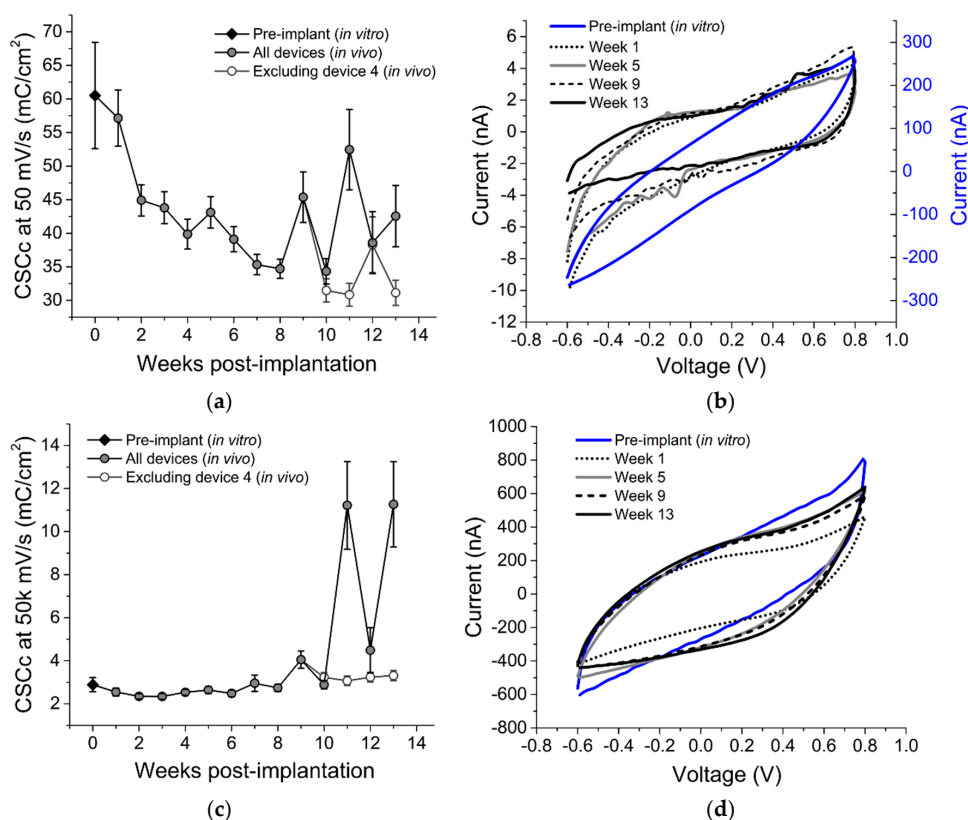 65
60
55
50
45
40
35
30
CSCc at 50 mV/s (mC/cm²)
Pre-implant (in vitro)
All devices (in vivo)
Excluding device 4 (in vivo)
0 2 4 6 8 10 12 14
Weeks post-implantation
(a)
6
4
2
0
-2
-4
-6
-8
-10
-12
Current (nA)
Pre-implant (in vitro)
Week 1
Week 5
Week 9
Week 13
300
200
100
0
-100
-200
-300
Current (nA)
-0.8 -0.6 -0.4 -0.2 0.0 0.2 0.4 0.6 0.8 1.0
Voltage (V)
(b)
14
12
10
8
6
4
2
CSCc at 50k mV/s (mC/cm²)
Pre-implant (in vitro)
All devices (in vivo)
Excluding device 4 (in vivo)
0 2 4 6 8 10 12 14
Weeks post-implantation
(c)
1000
800
600
400
200
0
-200
-400
-600
-800
Current (nA)
Pre-implant (in vitro)
Week 1
Week 5
Week 9
Week 13
-0.8 -0.6 -0.4 -0.2 0.0 0.2 0.4 0.6 0.8 1.0
Voltage (V)
(d)